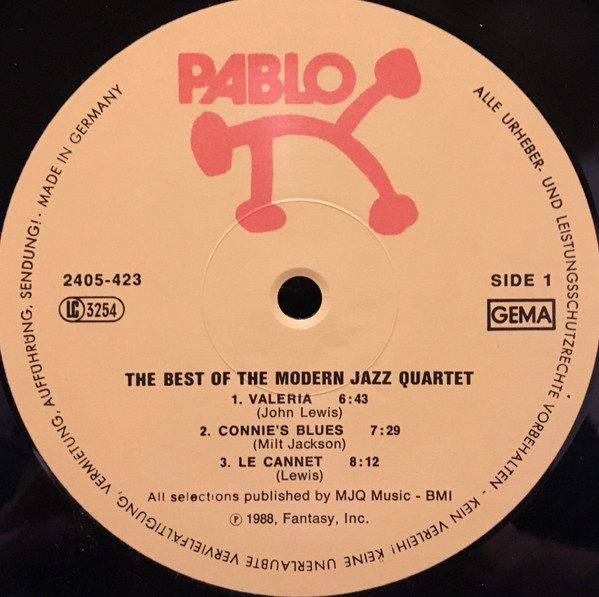 PABLO
MADE IN GERMANY
ALLE URHEBER- UND LEISTUNGSSCHUTZRECHTE VORBEHALTEN - KEIN VERLEIH! KEINE UNERLAUBTE VERVIELFÄLTIGUNG, VERMIETUNG, AUFFÜHRUNG, SENDUNG! ·
2405-423
LC 3254
SIDE 1
GEMA
THE BEST OF THE MODERN JAZZ QUARTET
1. VALERIA 6:43
(John Lewis)
2. CONNIE'S BLUES 7:29
(Milt Jackson)
3. LE CANNET 8:12
(Lewis)
All selections published by MJQ Music - BMI
℗ 1988, Fantasy, Inc.